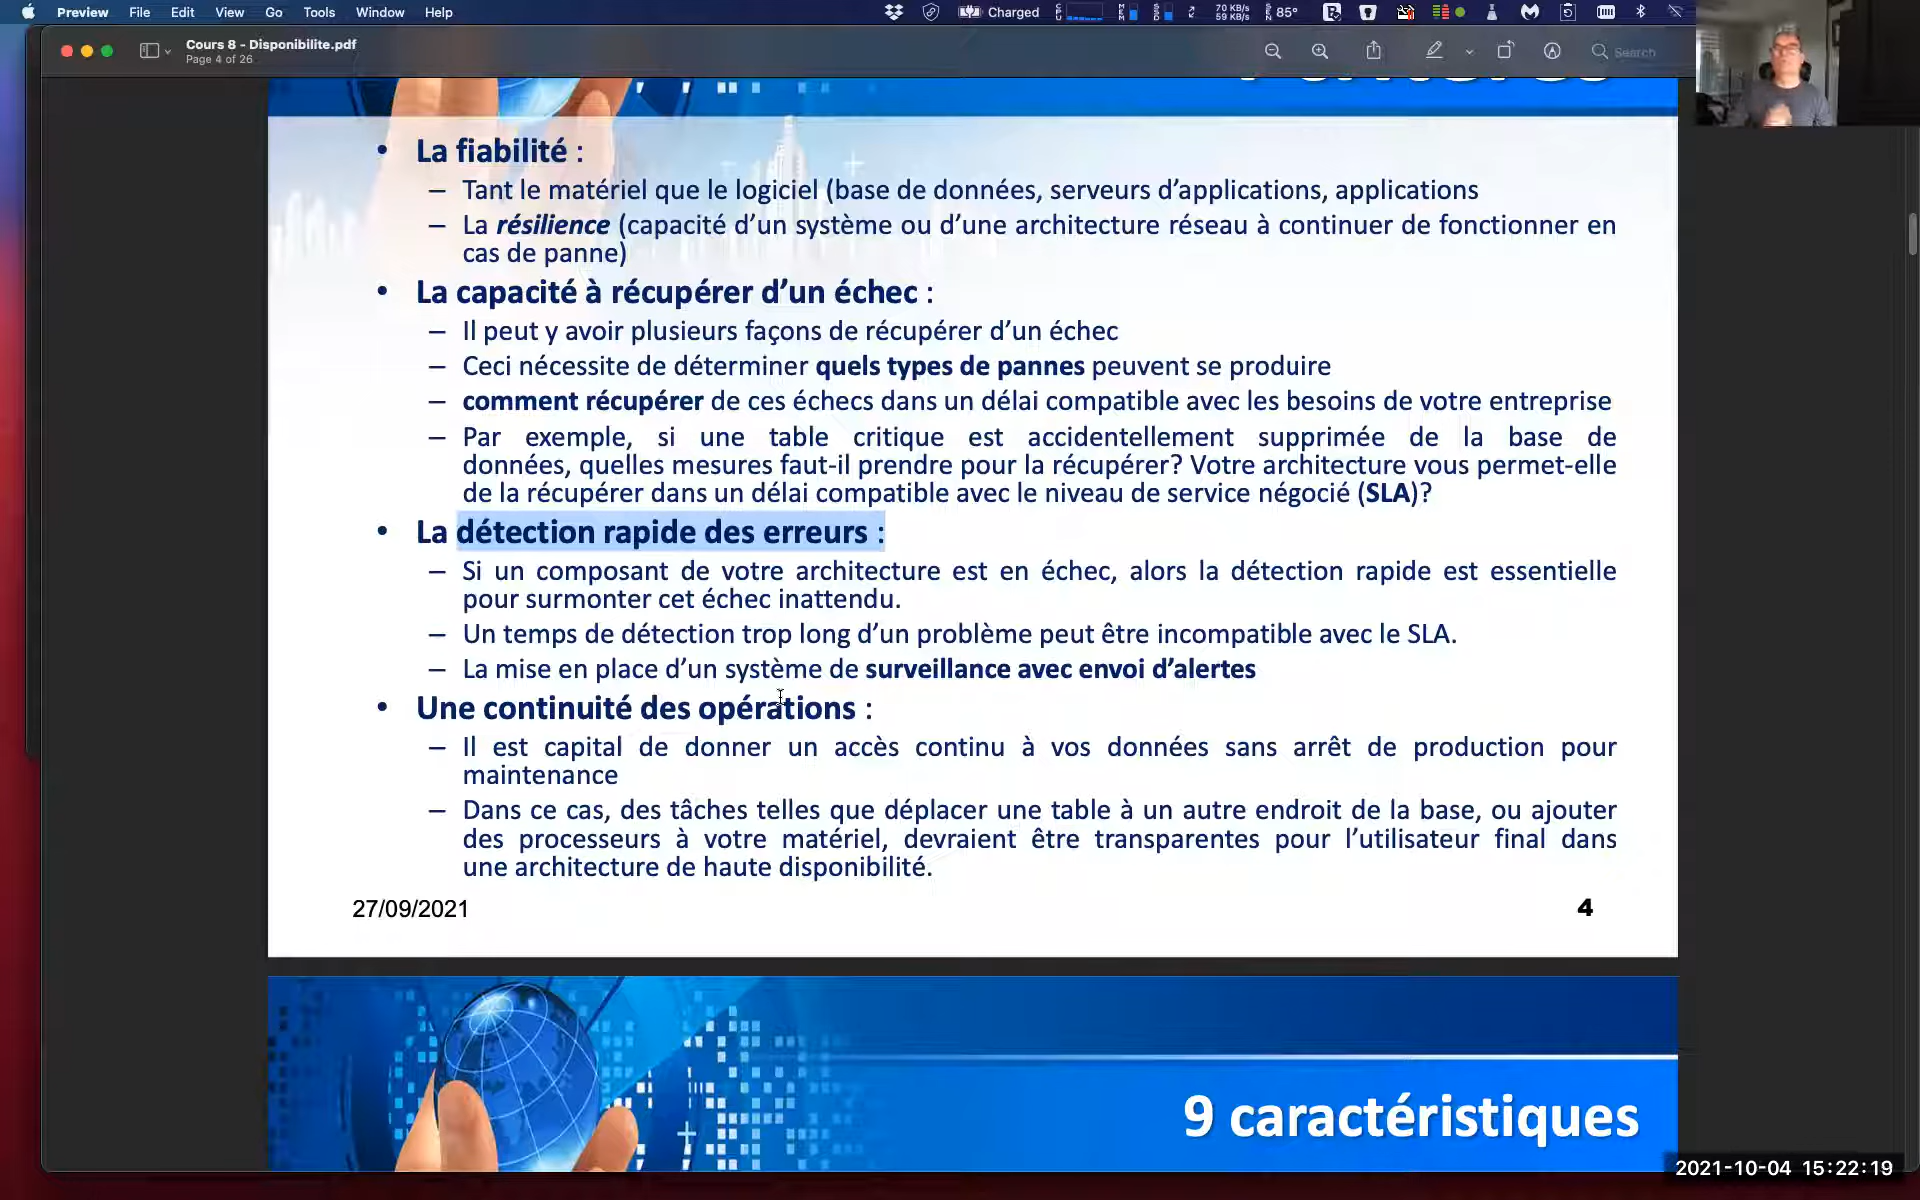 Preview File Edit View Go Tools Window Help
Charged
70 KB/s
59 KB/s
85°
Cours 8 - Disponibilite.pdf
Page 4 of 26
Search
• La fiabilité :
– Tant le matériel que le logiciel (base de données, serveurs d’applications, applications
– La résilience (capacité d’un système ou d’une architecture réseau à continuer de fonctionner en
cas de panne)
• La capacité à récupérer d’un échec :
– Il peut y avoir plusieurs façons de récupérer d’un échec
– Ceci nécessite de déterminer quels types de pannes peuvent se produire
– comment récupérer de ces échecs dans un délai compatible avec les besoins de votre entreprise
– Par exemple, si une table critique est accidentellement supprimée de la base de
données, quelles mesures faut-il prendre pour la récupérer? Votre architecture vous permet-elle
de la récupérer dans un délai compatible avec le niveau de service négocié (SLA)?
• La détection rapide des erreurs :
– Si un composant de votre architecture est en échec, alors la détection rapide est essentielle
pour surmonter cet échec inattendu.
– Un temps de détection trop long d’un problème peut être incompatible avec le SLA.
– La mise en place d’un système de surveillance avec envoi d’alertes
• Une continuité des opérations :
– Il est capital de donner un accès continu à vos données sans arrêt de production pour
maintenance
– Dans ce cas, des tâches telles que déplacer une table à un autre endroit de la base, ou ajouter
des processeurs à votre matériel, devraient être transparentes pour l’utilisateur final dans
une architecture de haute disponibilité.
27/09/2021
4
9 caractéristiques
2021-10-04 15:22:19